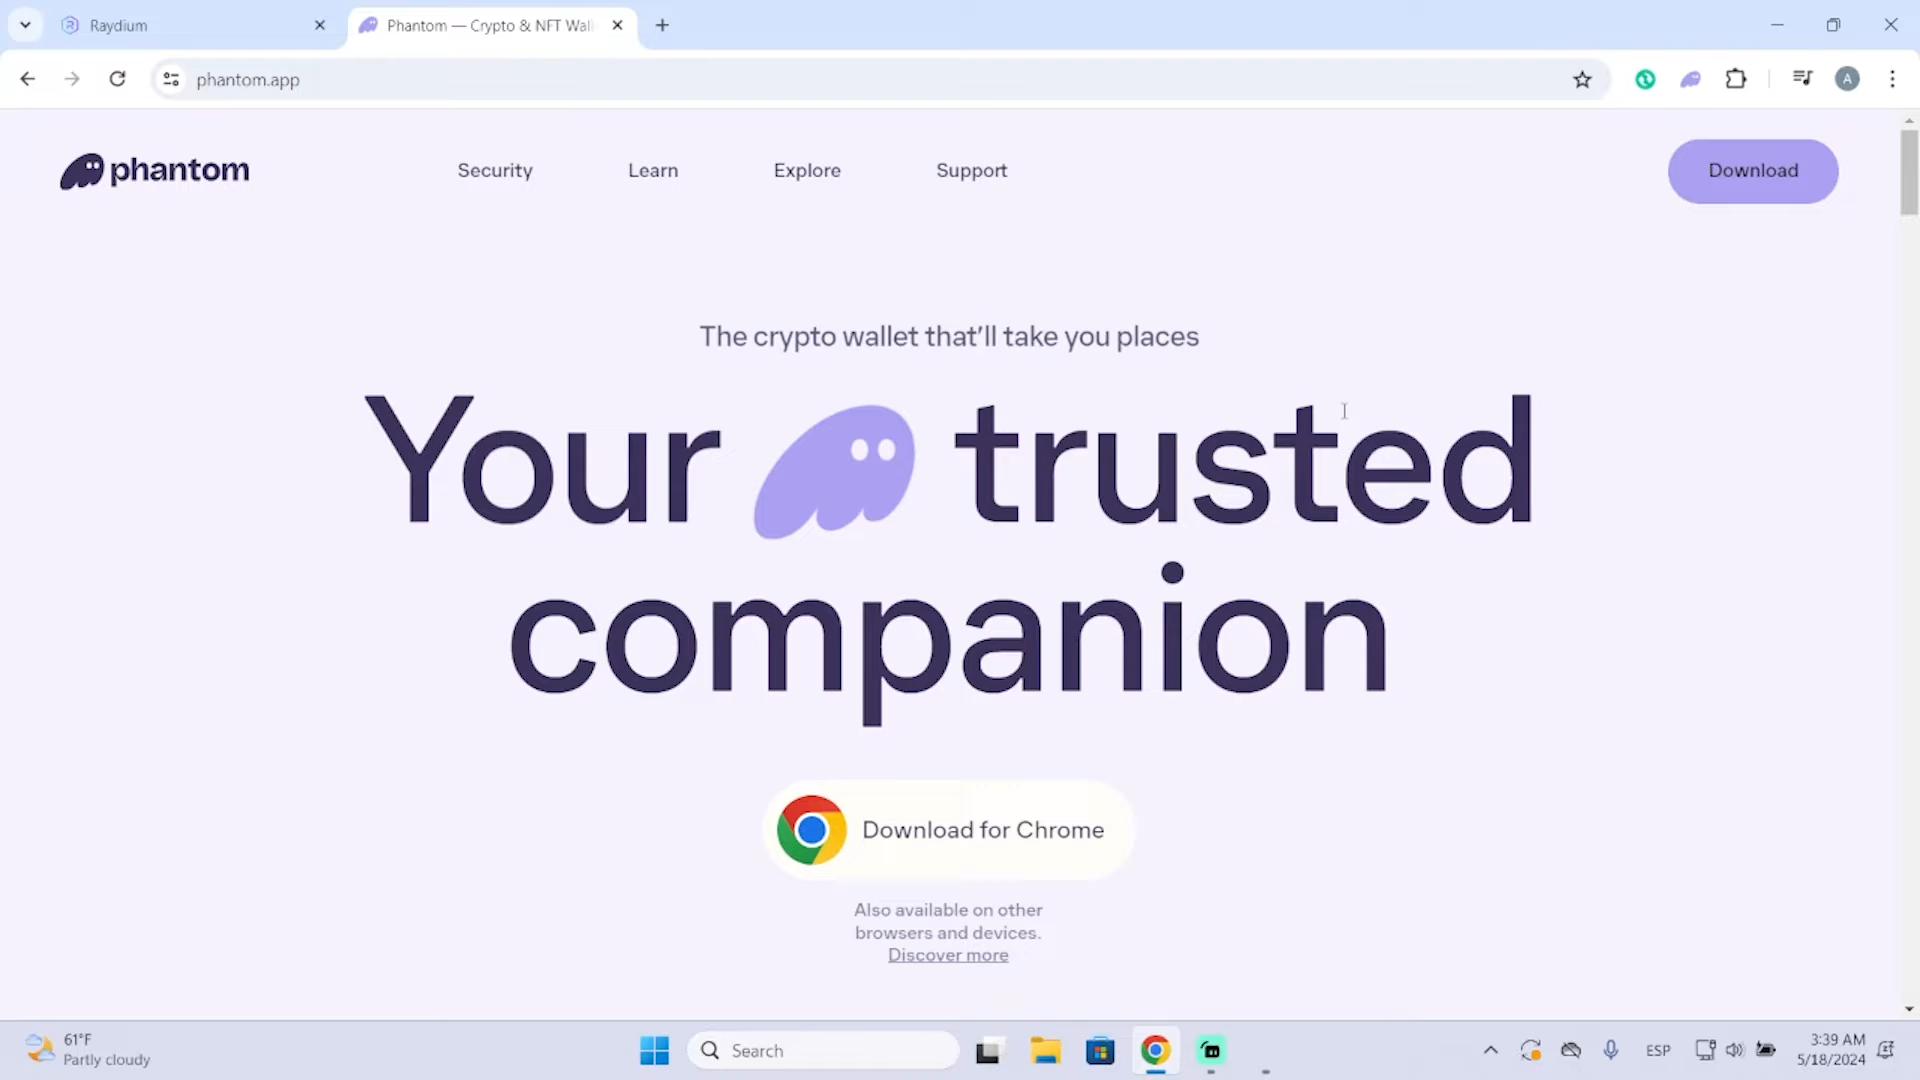 Raydium
Phantom — Crypto & NFT Wal
phantom.app
A
phantom
Security
Learn
Explore
Support
Download
The crypto wallet that'll take you places
Your trusted
companion
Download for Chrome
Also available on other
browsers and devices.
Discover more
61°F
Partly cloudy
Search
ESP
3:39 AM
5/18/2024